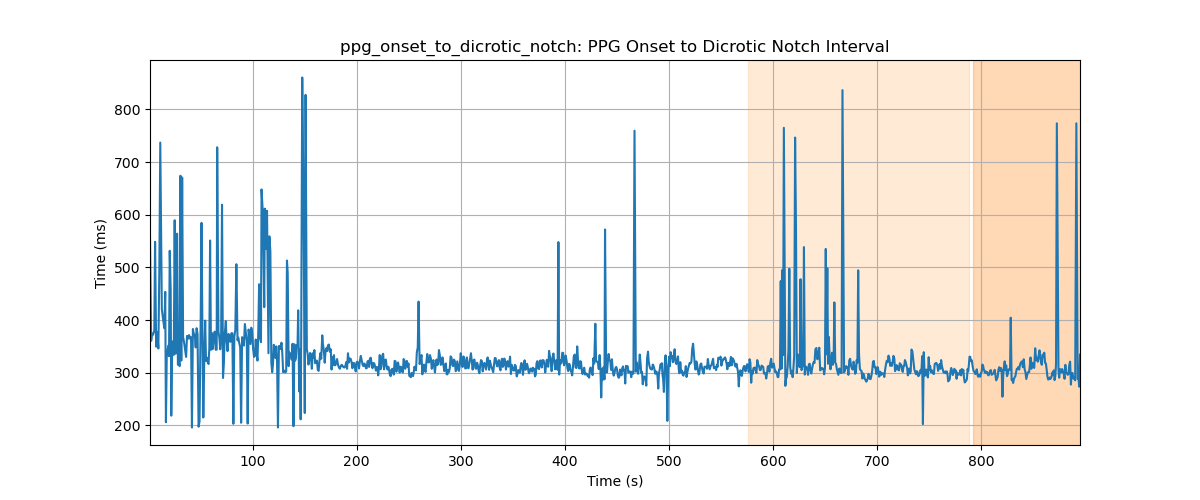 ppg_onset_to_dicrotic_notch: PPG Onset to Dicrotic Notch Interval
800
700
600
500
400
300
200
Time (ms)
100 200 300 400 500 600 700 800
Time (s)